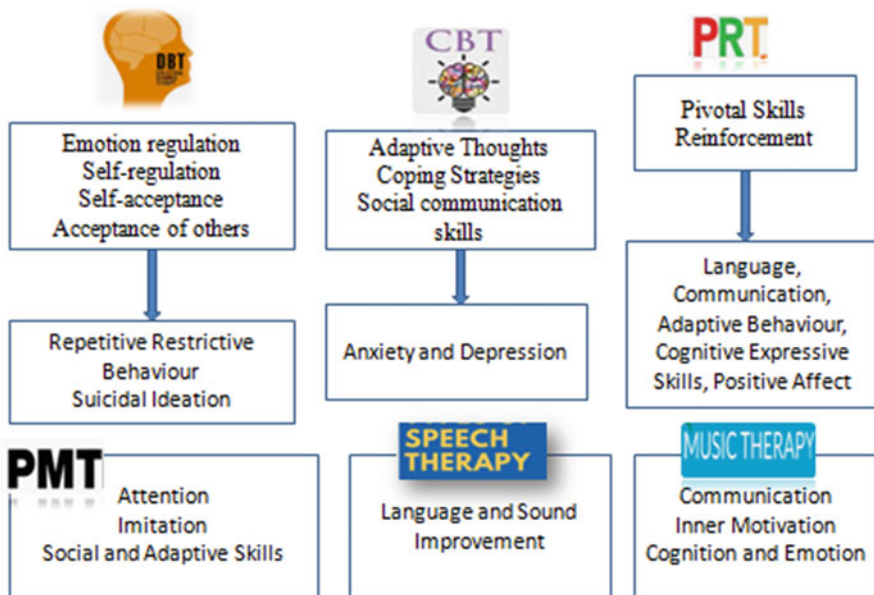 DBT
CBT
PRT
Emotion regulation
Self-regulation
Self-acceptance
Acceptance of others
Adaptive Thoughts
Coping Strategies
Social communication
skills
Pivotal Skills
Reinforcement
Repetitive Restrictive
Behaviour
Suicidal Ideation
Anxiety and Depression
Language,
Communication,
Adaptive Behaviour,
Cognitive Expressive
Skills, Positive Affect
PMT
Attention
Imitation
Social and Adaptive Skills
SPEECH
THERAPY
Language and Sound
Improvement
MUSIC THERAPY
Communication
Inner Motivation
Cognition and Emotion